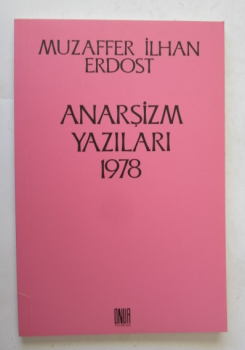 MUZAFFER İLHAN
ERDOST
ANARŞİZM
YAZILARI
1978
ONUR